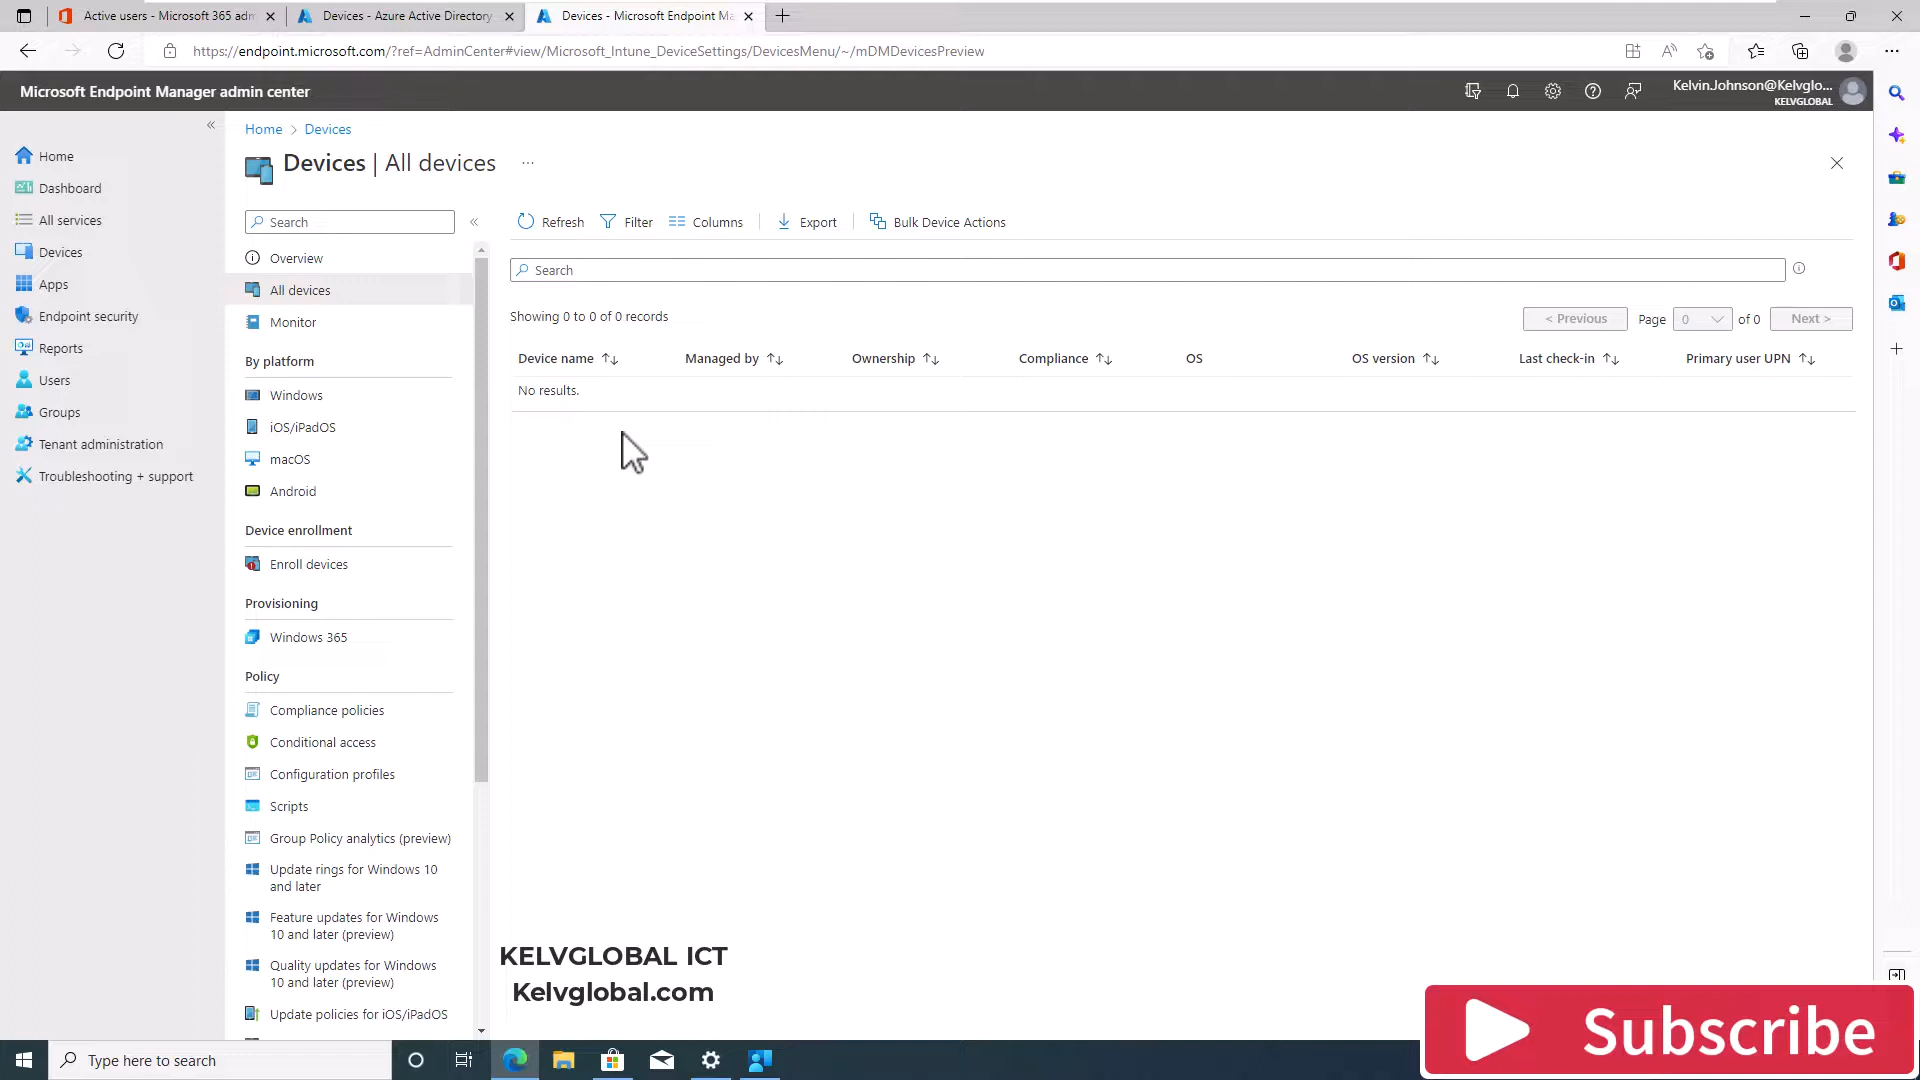 Active users - Microsoft 365 adm
Devices - Azure Active Directory
Devices - Microsoft Endpoint Ma
https://endpoint.microsoft.com/?ref=AdminCenter#view/Microsoft_Intune_DeviceSettings/DevicesMenu/~/mDMDevicesPreview
Microsoft Endpoint Manager admin center
Kelvin.Johnson@Kelvglo...
KELVGLOBAL
Home
Dashboard
All services
Devices
Apps
Endpoint security
Reports
Users
Groups
Tenant administration
Troubleshooting + support
Home > Devices
Devices | All devices
Search
Overview
All devices
Monitor
By platform
Windows
iOS/iPadOS
macOS
Android
Device enrollment
Enroll devices
Provisioning
Windows 365
Policy
Compliance policies
Conditional access
Configuration profiles
Scripts
Group Policy analytics (preview)
Update rings for Windows 10
and later
Feature updates for Windows
10 and later (preview)
Quality updates for Windows
10 and later (preview)
Update policies for iOS/iPadOS
Refresh Filter Columns Export Bulk Device Actions
Search
Showing 0 to 0 of 0 records
< Previous Page 0 of 0 Next >
Device name Managed by Ownership Compliance OS OS version Last check-in Primary user UPN
No results.
KELVGLOBAL ICT
Kelvglobal.com
Subscribe
Type here to search